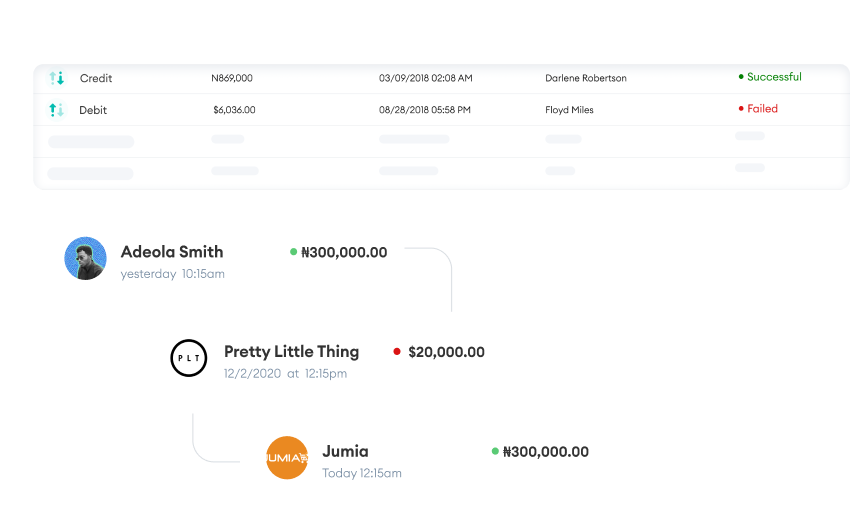 Credit N869,000 03/09/2018 02:08 AM Darlene Robertson Successful
Debit $6,036.00 08/28/2018 05:58 PM Floyd Miles Failed
Adeola Smith ₦300,000.00
yesterday 10:15am
PLT Pretty Little Thing $20,000.00
12/2/2020 at 12:15pm
JUMIA Jumia ₦300,000.00
Today 12:15am